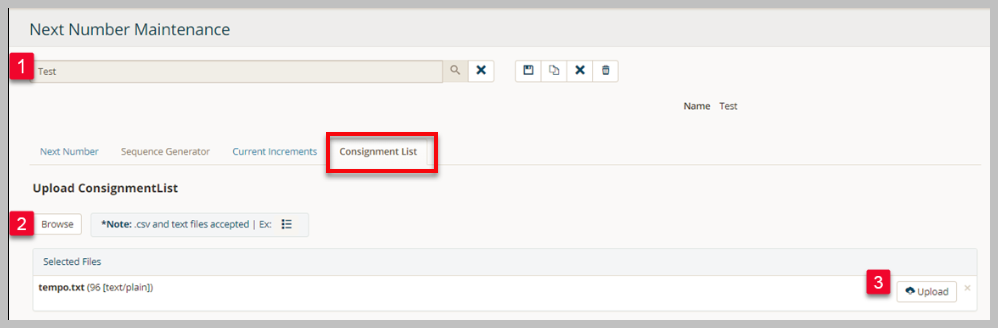 Next Number Maintenance
1
Test
Name Test
Next Number Sequence Generator Current Increments Consignment List
Upload ConsignmentList
2 Browse *Note: .csv and text files accepted | Ex:
Selected Files
tempo.txt (96 [text/plain])
3 Upload ×